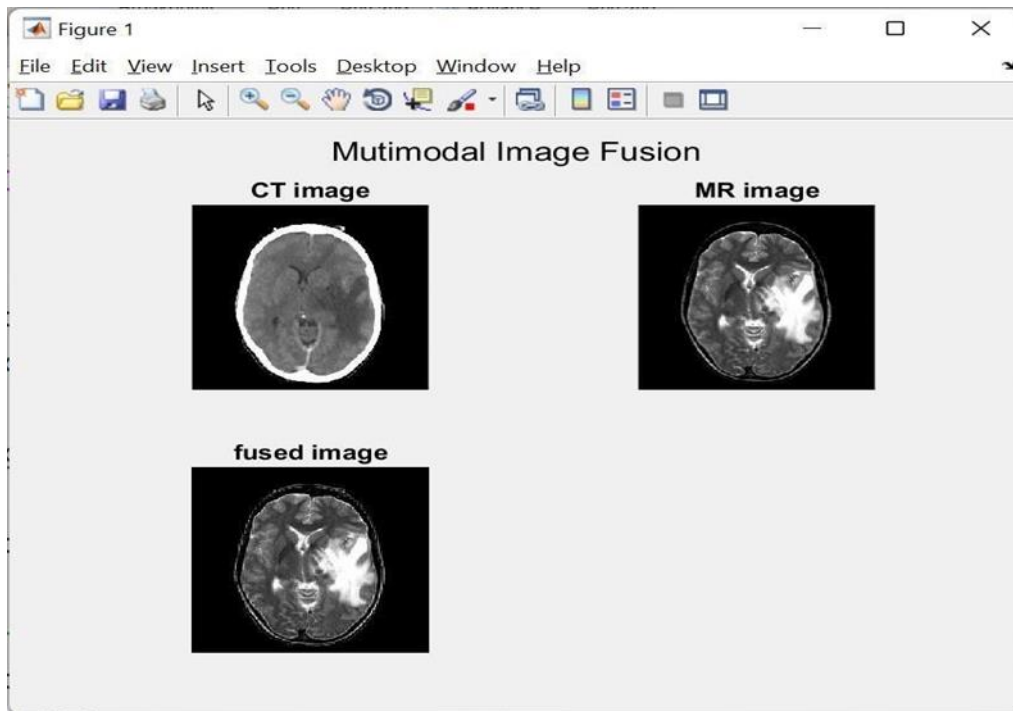 Figure 1
File Edit View Insert Tools Desktop Window Help
Mutimodal Image Fusion
CT image
MR image
fused image